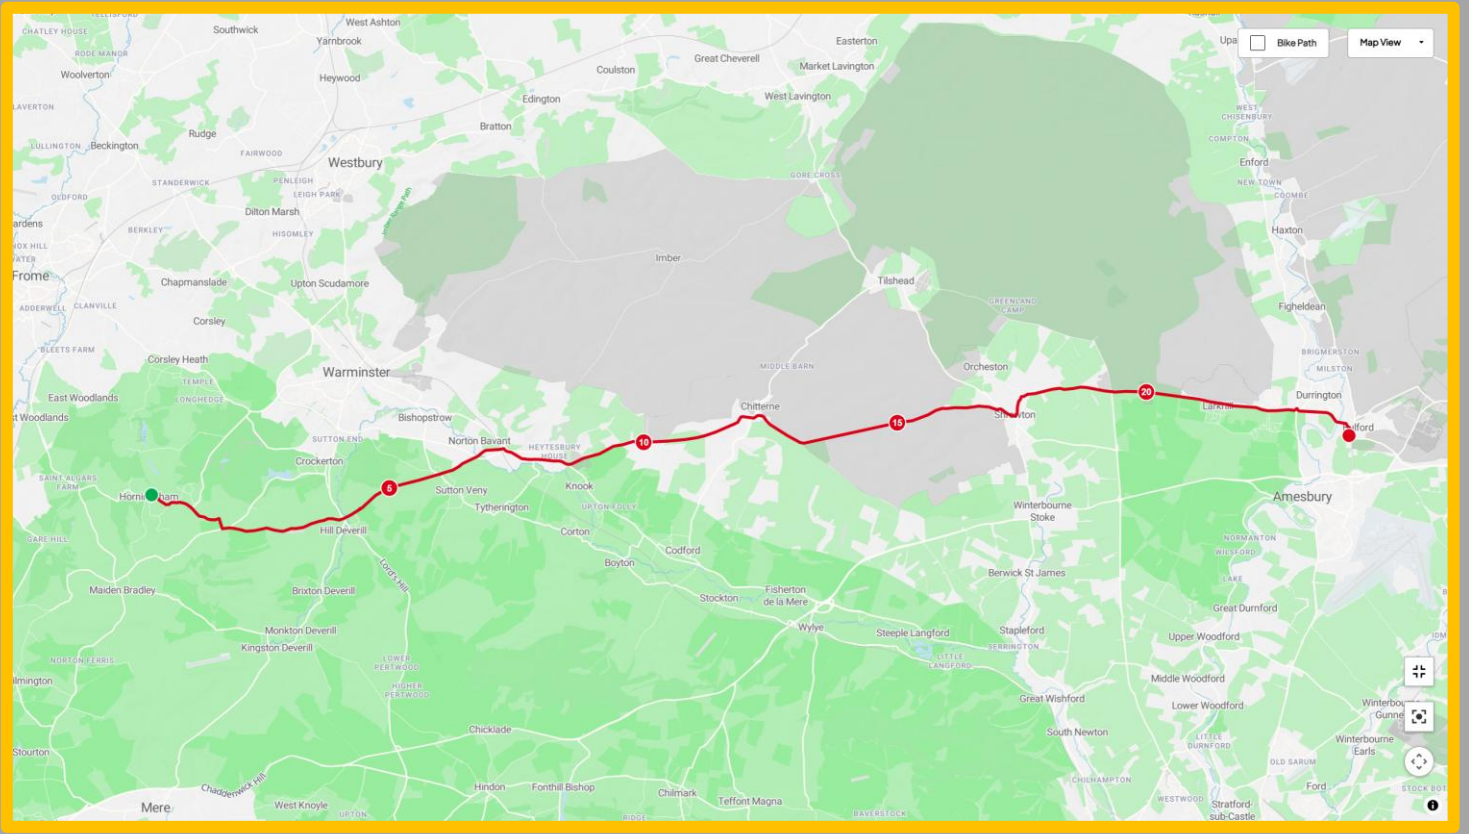 CHATLEY HOUSE
Southwick
West Ashton
Yarnbrook
Easterton
Bike Path
Map View
RODE MANOR
Woolverton
Heywood
Coulston
Great Cheverell
Market Lavington
Edington
West Lavington
WEST
CHISENBURY
LAVERTON
Rudge
Bratton
LULLINGTON
Beckington
FAIRWOOD
Westbury
COMPTON
Enford
STANDERWICK
PENLEIGH
LEIGH PARK
GORE CROSS
NEW TOWN
COOMBE
OLDFORD
Dilton Marsh
Imber Range Path
BERKLEY
HISOMLEY
Haxton
Imber
Frome
Chapmanslade
Upton Scudamore
Tilshead
GREENLAND
CAMP
ADDERWELL
CLANVILLE
Figheldean
Corsley
BLEETS FARM
Corsley Heath
Warminster
MIDDLE BARN
Orcheston
BRIGMERSTON
MILSTON
TEMPLE
East Woodlands
LONGHEDGE
20
Durrington
st Woodlands
Bishopstrow
Chitterne
Larkhill
15
SUTTON END
Norton Bavant
HEYTESBURY
HOUSE
10
Crockerton
SAINT ALGARS
FARM
5
Sutton Veny
Knook
Amesbury
Tytherington
UPTON FOLLY
Winterbourne
Stoke
GARE HILL
Hill Deverill
Corton
NORMANTON
Codford
WILSFORD
Boyton
Lord's Hill
Berwick St James
LAKE
Maiden Bradley
Brixton Deverill
Stockton
Fisherton
de la Mere
Great Durnford
Monkton Deverill
Wylye
Steeple Langford
Stapleford
Upper Woodford
Kingston Deverill
SERRINGTON
NORTON FERRIS
LOWER
PERTWOOD
LITTLE
LANGFORD
Middle Woodford
HIGHER
PERTWOOD
Great Wishford
Lower Woodford
Chicklade
South Newton
LITTLE
DURNFORD
Winterbourne
Earls
Stourton
OLD SARUM
Chaddenwick Hill
Hindon
Fonthill Bishop
Chilmark
CHILHAMPTON
Ford
Mere
West Knoyle
Teffont Magna
WESTWOOD
Stratford-
sub-Castle
UPTON
RIDGE
BAVERSTOCK